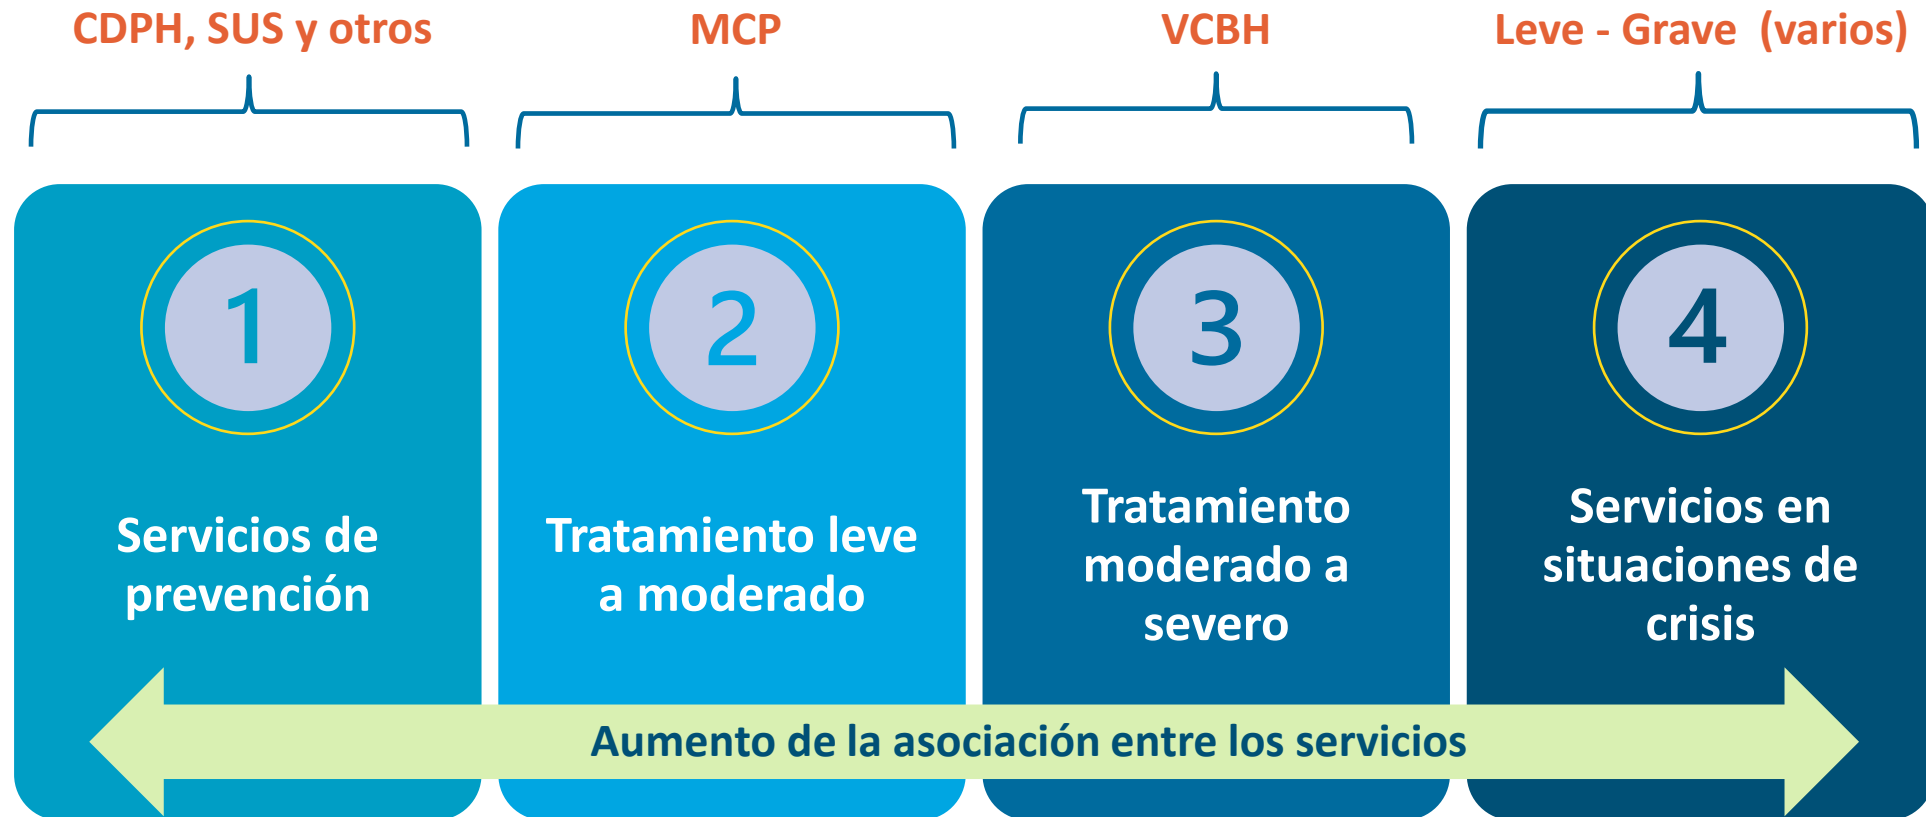 CDPH, SUS y otros
MCP
VCBH
Leve - Grave (varios)
1
2
3
4
Servicios de
prevención
Tratamiento leve
a moderado
Tratamiento
moderado a
severo
Servicios en
situaciones de
crisis
Aumento de la asociación entre los servicios